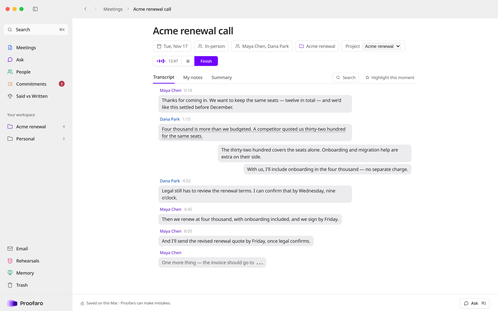 Meetings › Acme renewal call
Search ⌘K
Meetings
Ask
People
Commitments
Said vs Written
Your workspace
Acme renewal
Personal
Email
Rehearsals
Memory
Trash
Proofaro
Acme renewal call
Tue, Nov 17 In-person Maya Chen, Dana Park Acme renewal Project Acme renewal
Finish
Transcript My notes Summary Search Highlight this moment
Maya Chen
Thanks for coming in. We want to keep the same seats — twelve in total — and we'd
like this settled before December.
Dana Park
Four thousand is more than we budgeted. A competitor quoted us thirty-two hundred
for the same seats.
The thirty-two hundred covers the seats alone. Onboarding and migration help are
extra on their side.
With us, I'll include onboarding in the four thousand — no separate charge.
Dana Park
Legal still has to review the renewal terms. I can confirm that by Wednesday, nine
o'clock.
Maya Chen
Then we renew at four thousand, with onboarding included, and we sign by Friday.
Maya Chen
And I'll send the revised renewal quote by Friday, once legal confirms.
Maya Chen
One more thing — the invoice should go to ...
Saved on this Mac · Proofaro can make mistakes.
Ask